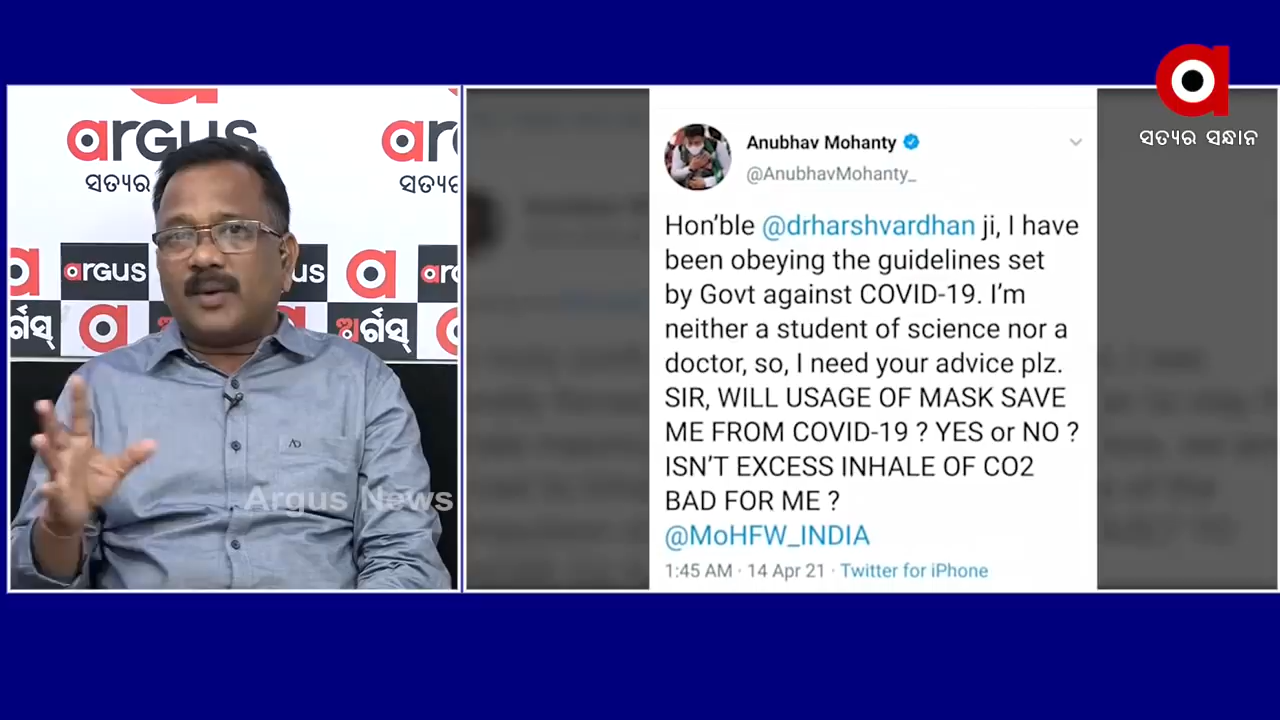 ସତ୍ୟର ସନ୍ଧାନ
argus
ସତ୍ୟର
argus
argus
ଅର୍ଗସ୍
Argus News
Anubhav Mohanty
@AnubhavMohanty_
Hon'ble @drharshvardhan ji, I have
been obeying the guidelines set
by Govt against COVID-19. I'm
neither a student of science nor a
doctor, so, I need your advice plz.
SIR, WILL USAGE OF MASK SAVE
ME FROM COVID-19 ? YES or NO ?
ISN'T EXCESS INHALE OF CO2
BAD FOR ME ?
@MoHFW_INDIA
1:45 AM · 14 Apr 21 · Twitter for iPhone